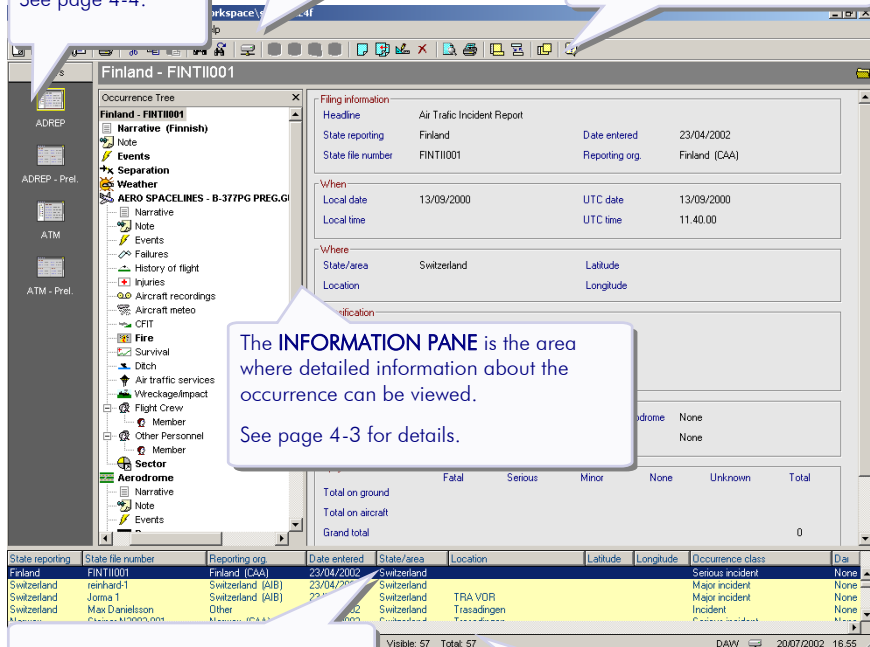 See page 4-4.
rkspace\
4f
lp
Finland - FINTII001
ADREP
ADREP - Prel.
ATM
ATM - Prel.
Occurrence Tree
Finland - FINTII001
Narrative (Finnish)
Note
Events
Separation
Weather
AERO SPACELINES - B-377PG PREG.GU
Narrative
Note
Events
Failures
History of flight
Injuries
Aircraft recordings
Aircraft meteo
CFIT
Fire
Survival
Ditch
Air traffic services
Wreckage/impact
Flight Crew
Member
Other Personnel
Member
Sector
Aerodrome
Narrative
Note
Events
Filing information
Headline Air Trafic Incident Report
State reporting Finland Date entered 23/04/2002
State file number FINTII001 Reporting org. Finland (CAA)
When
Local date 13/09/2000 UTC date 13/09/2000
Local time UTC time 11.40.00
Where
State/area Switzerland Latitude
Location Longitude
sification
The INFORMATION PANE is the area
where detailed information about the
occurrence can be viewed.
See page 4-3 for details.
odrome None
None
Fatal Serious Minor None Unknown Total
Total on ground
Total on aircraft
Grand total 0
State reporting State file number Reporting org. Date entered State/area Location Latitude Longitude Occurrence class Dar
Finland FINTII001 Finland (CAA) 23/04/2002 Switzerland Serious incident None
Switzerland reinhard-1 Switzerland (AIB) 23/04/2002 Switzerland Major incident None
Switzerland Jorma 1 Switzerland (AIB) Switzerland TRA VOR Major incident None
Switzerland Max Danielsson Other Switzerland Trasadingen Incident None
Visible: 57 Total: 57 DAW 20/07/2002 16.55